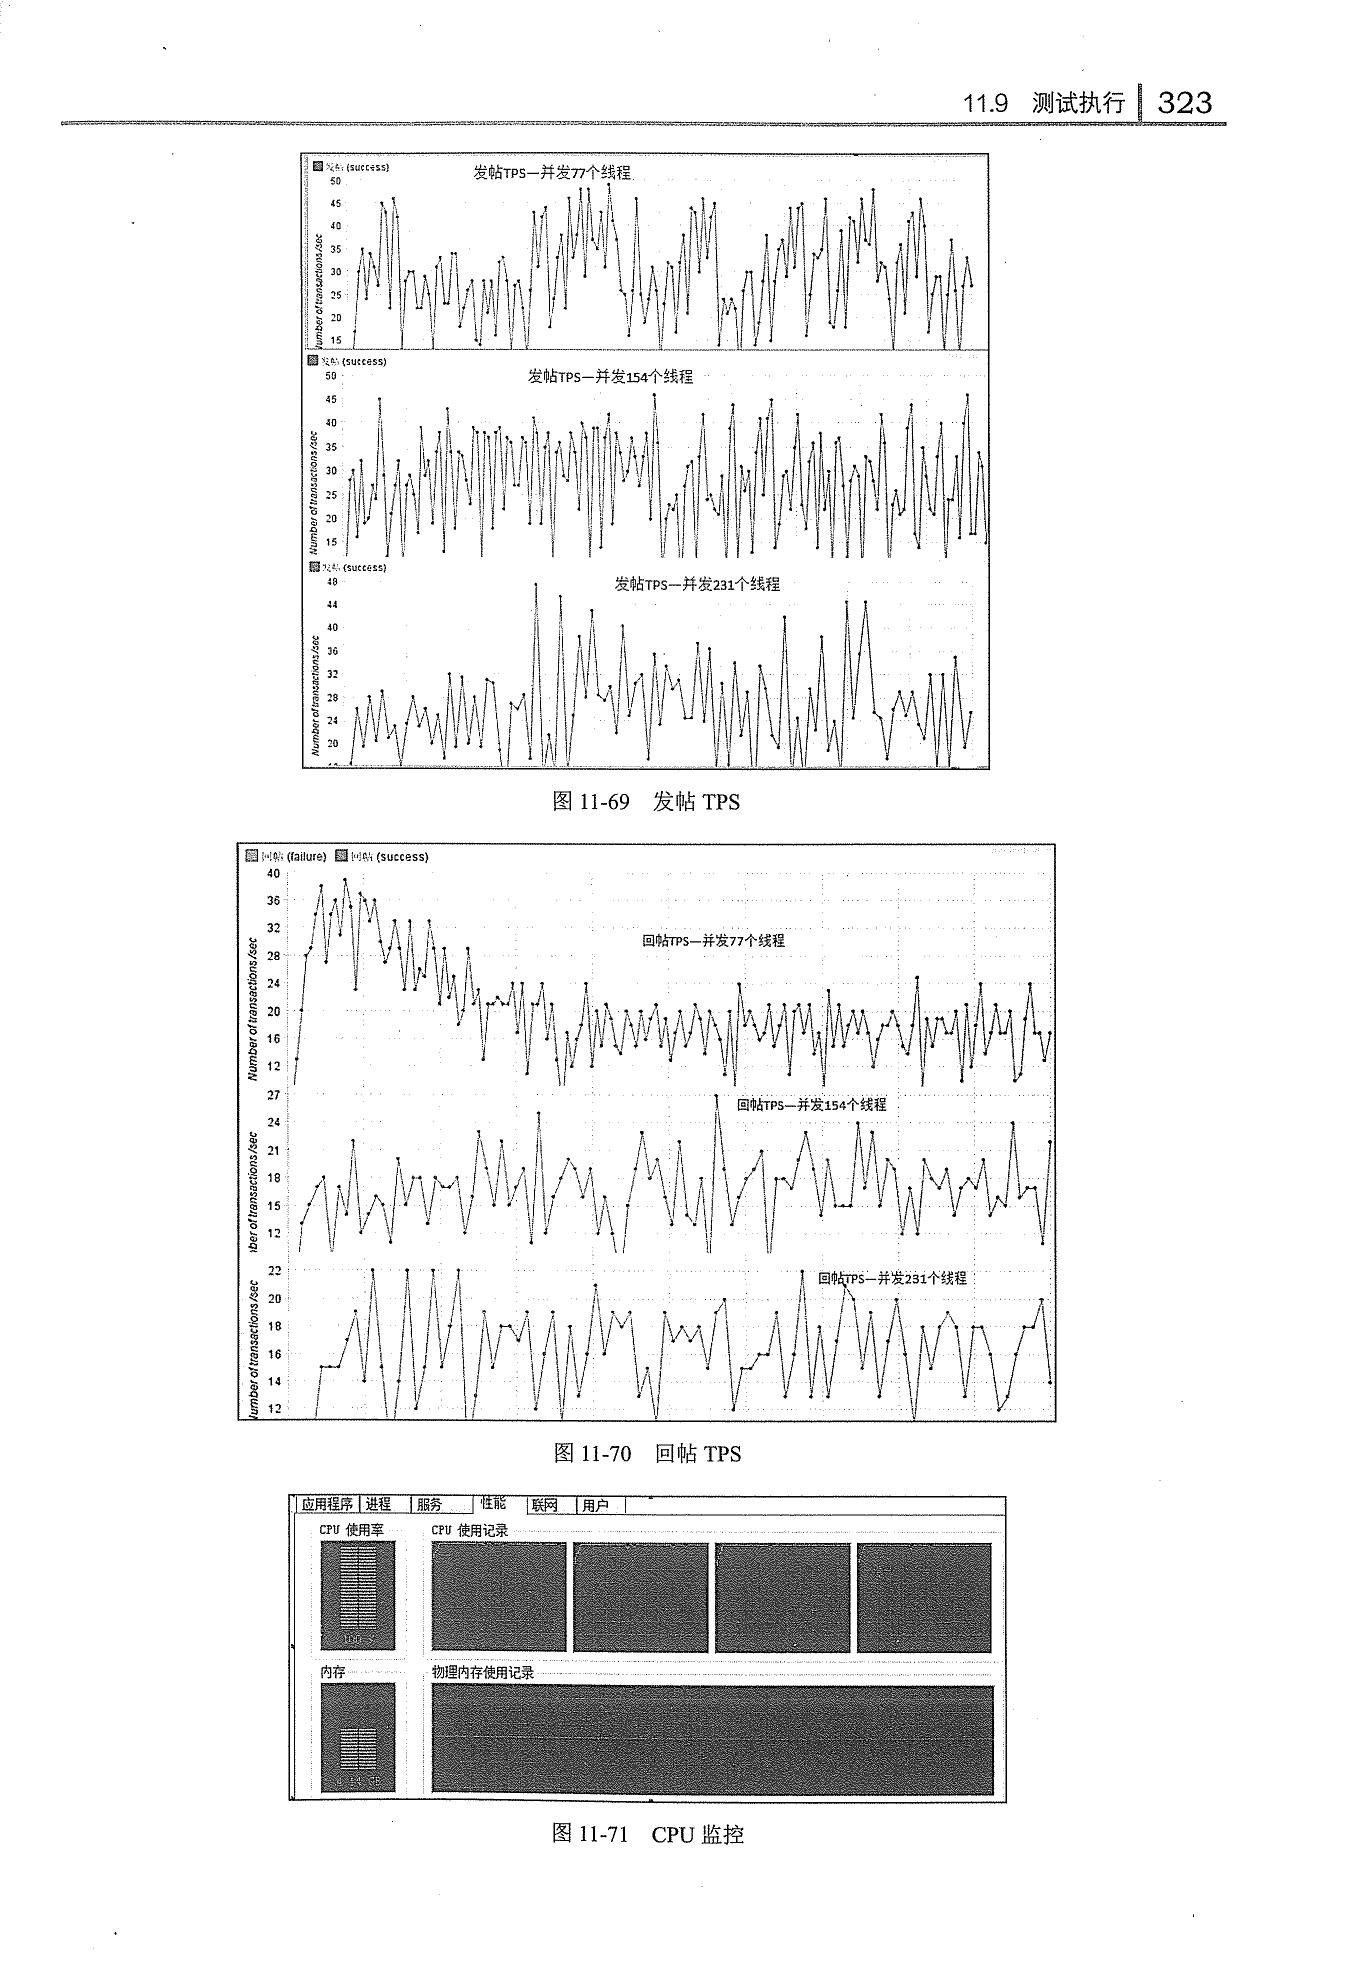 11.9 测试执行 323
发帖 (success)
发帖TPS—并发77个线程
50
45
40
35
30
25
20
15
umber of transactions/sec
发帖 (success)
发帖TPS—并发154个线程
50
45
40
35
30
25
20
15
Number of transactions/sec
发帖 (success)
发帖TPS—并发231个线程
48
44
40
36
32
28
24
20
Number of transactions/sec
图 11-69 发帖 TPS
回帖 (failure) 回帖 (success)
40
36
32
28
24
20
16
12
Number of transactions/sec
回帖TPS—并发77个线程
27
24
21
18
15
12
ber of transactions/sec
回帖TPS—并发154个线程
22
20
18
16
14
12
umber of transactions/sec
回帖TPS—并发231个线程
图 11-70 回帖 TPS
应用程序 进程 服务 性能 联网 用户
CPU 使用率 CPU 使用记录
100 %
内存 物理内存使用记录
图 11-71 CPU 监控